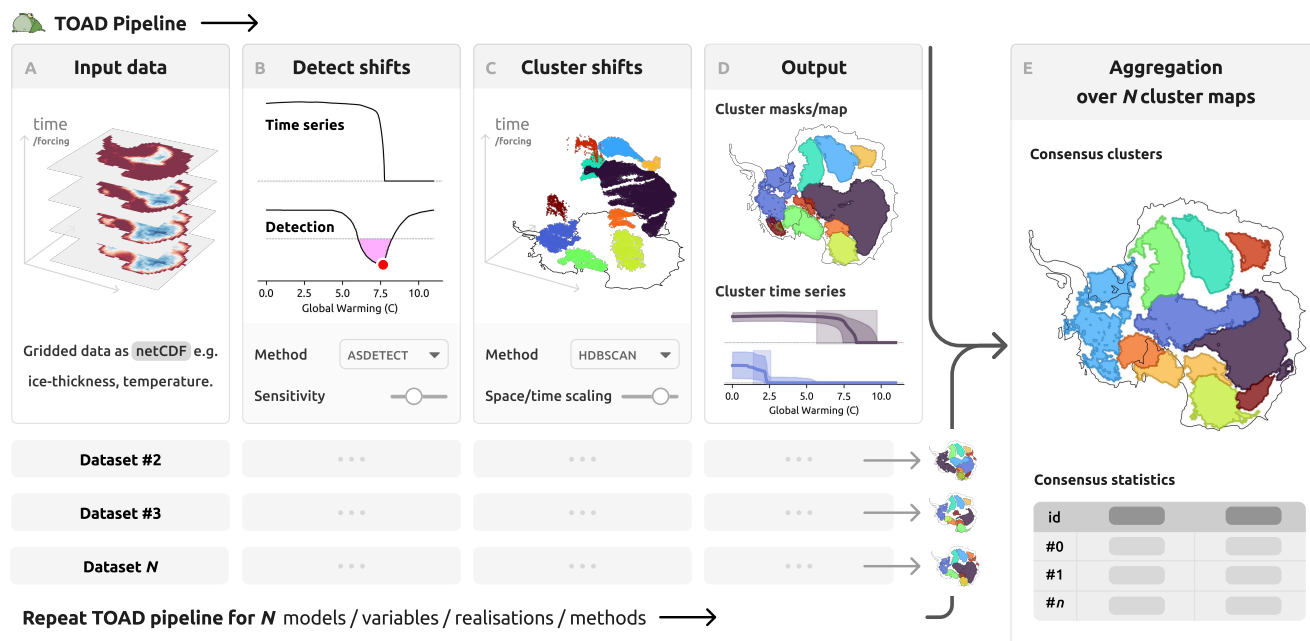 TOAD Pipeline
A Input data
time
/forcing
Gridded data as netCDF e.g.
ice-thickness, temperature.
B Detect shifts
Time series
Detection
0.0 2.5 5.0 7.5 10.0
Global Warming (C)
Method ASDETECT
Sensitivity
C Cluster shifts
time
/forcing
Method HDBSCAN
Space/time scaling
D Output
Cluster masks/map
Cluster time series
0.0 2.5 5.0 7.5 10.0
Global Warming (C)
E Aggregation
over N cluster maps
Consensus clusters
Consensus statistics
id
#0
#1
#n
Dataset #2
Dataset #3
Dataset N
Repeat TOAD pipeline for N models / variables / realisations / methods